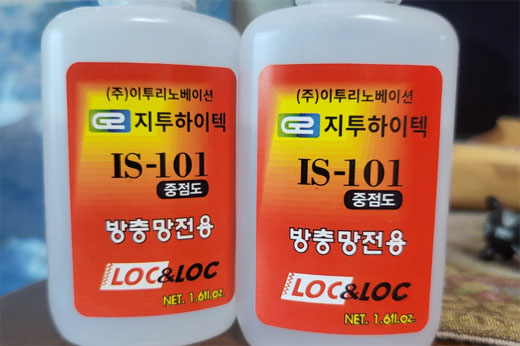 (주)이투리노베이션
G2 지투하이텍
IS-101
중점도
방충망전용
LOC&LOC
NET. 1.6fl.oz.
(주)이투리노베이션
G2 지투하이텍
IS-101
중점도
방충망전용
LOC&LOC
NET. 1.6fl.oz.